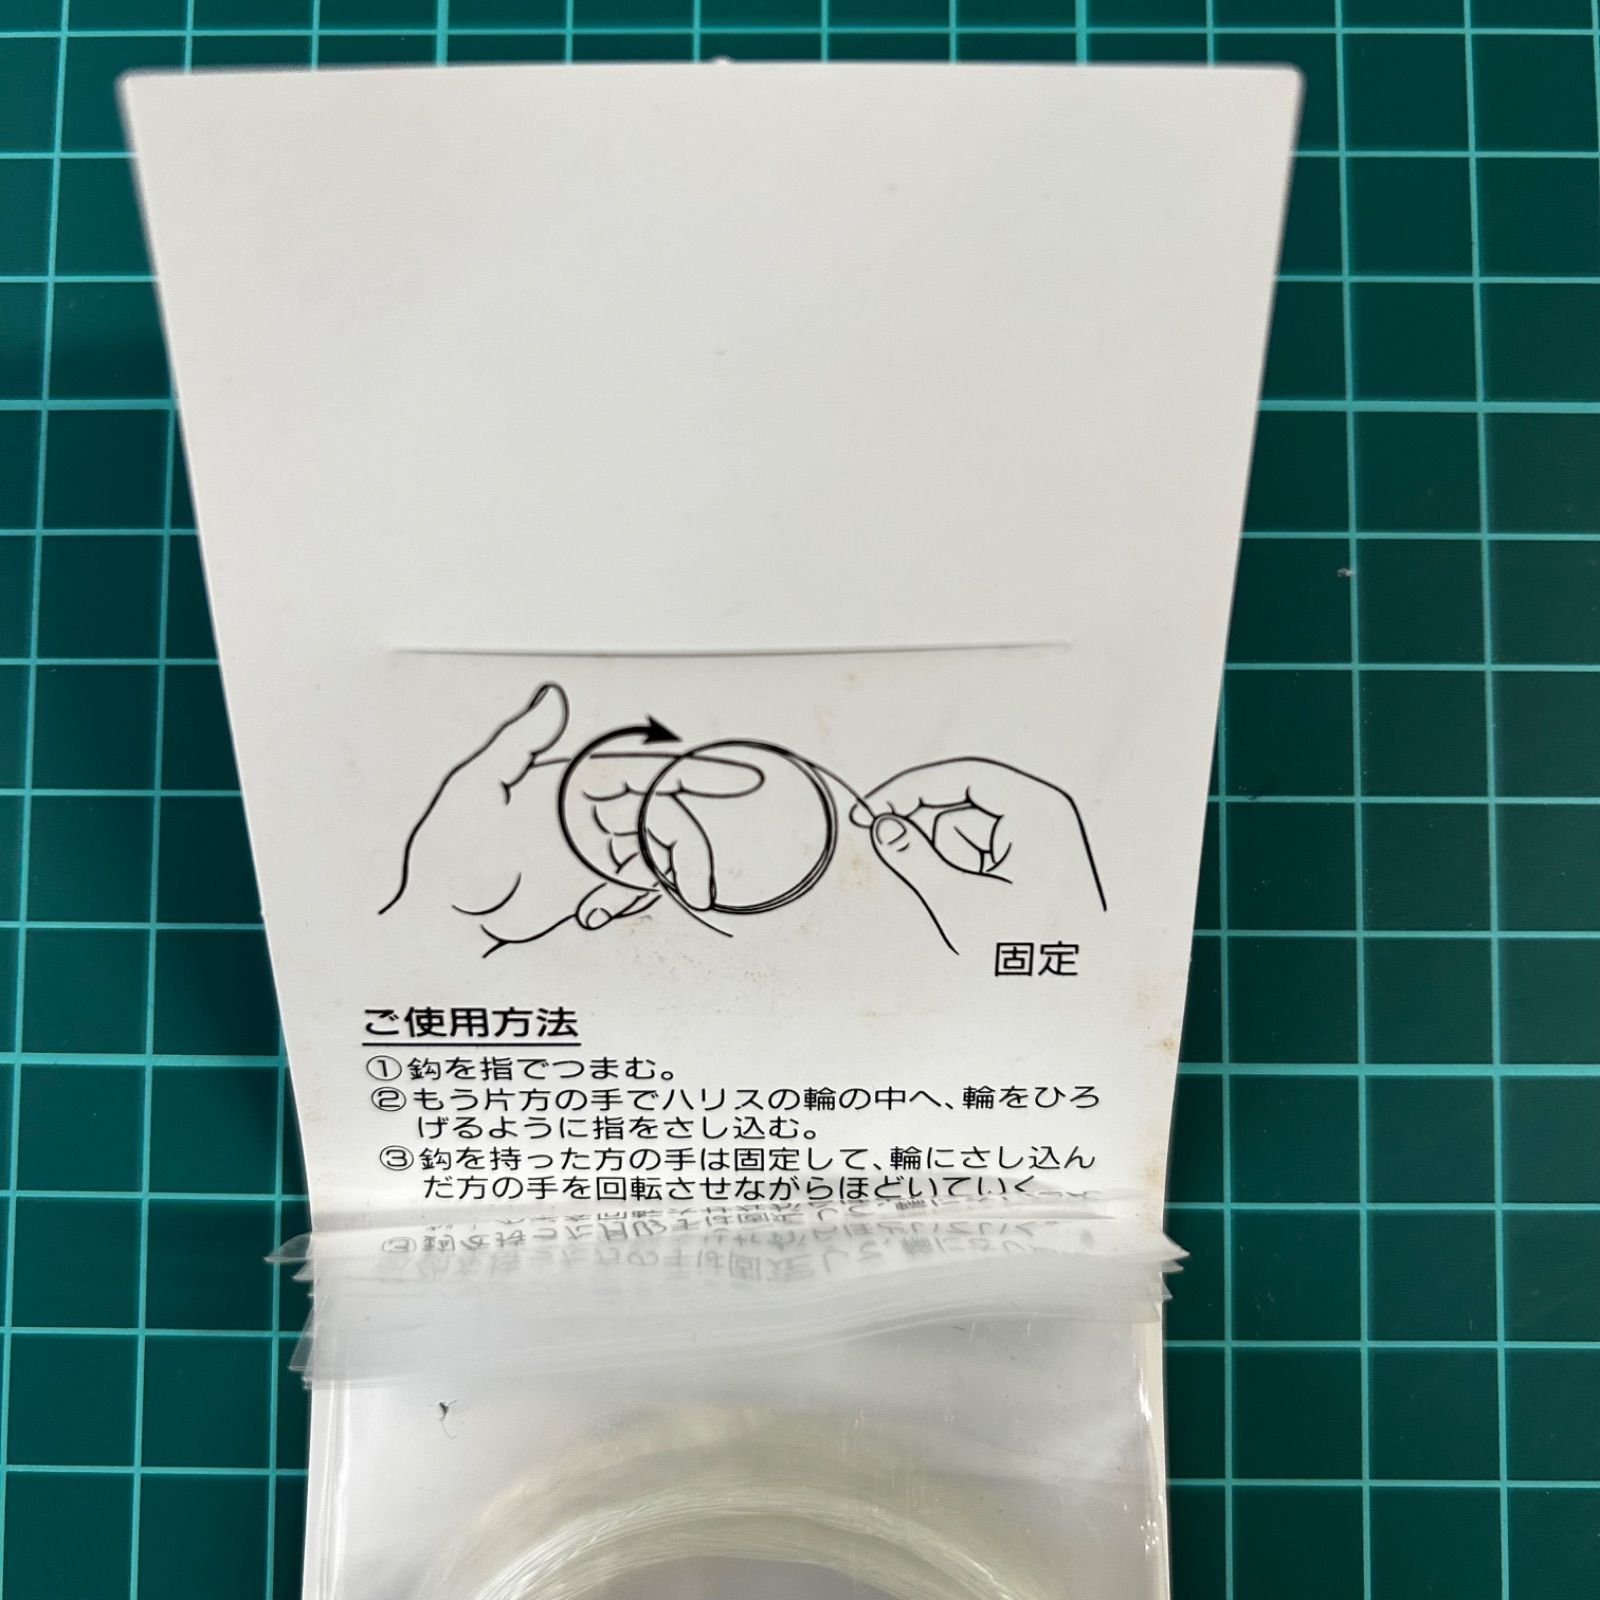 固定
ご使用方法
①鈎を指でつまむ。
②もう片方の手でハリスの輪の中へ、輪をひろ
げるように指をさし込む。
③鈎を持った方の手は固定して、輪にさし込ん
だ方の手を回転させながらほどいていく